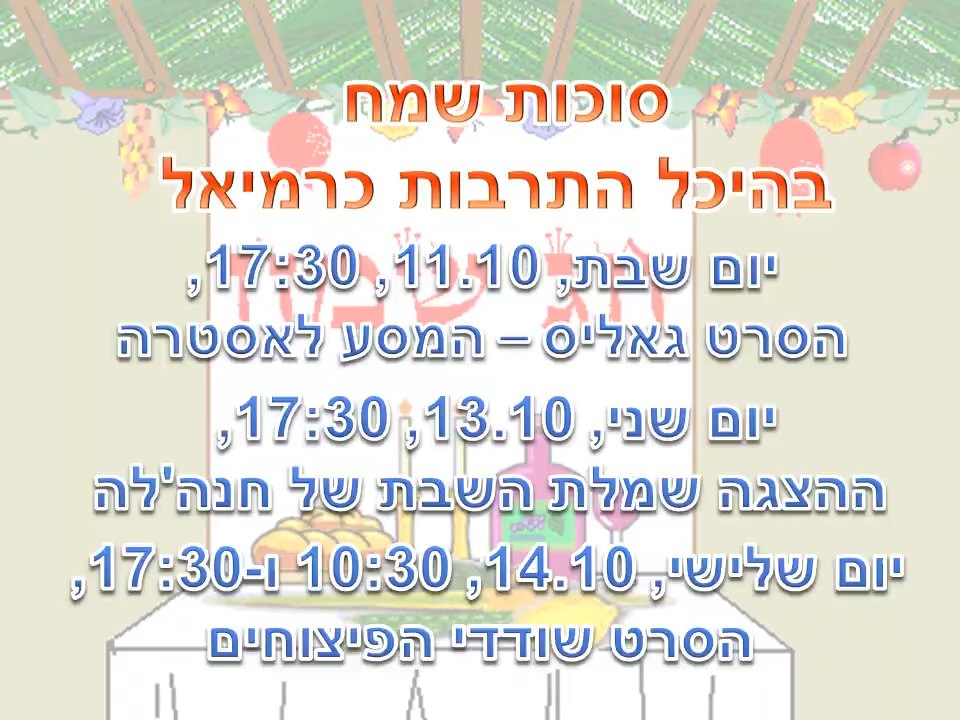 סוכות שמח
בהיכל התרבות כרמיאל
חג שמח
יום שבת, 11.10, 17:30,
הסרט גאליס – המסע לאסטרה
יום שני, 13.10, 17:30,
ההצגה שמלת השבת של חנה'לה
יום שלישי, 14.10, 10:30 ו-17:30,
הסרט שודדי הפיצוחים